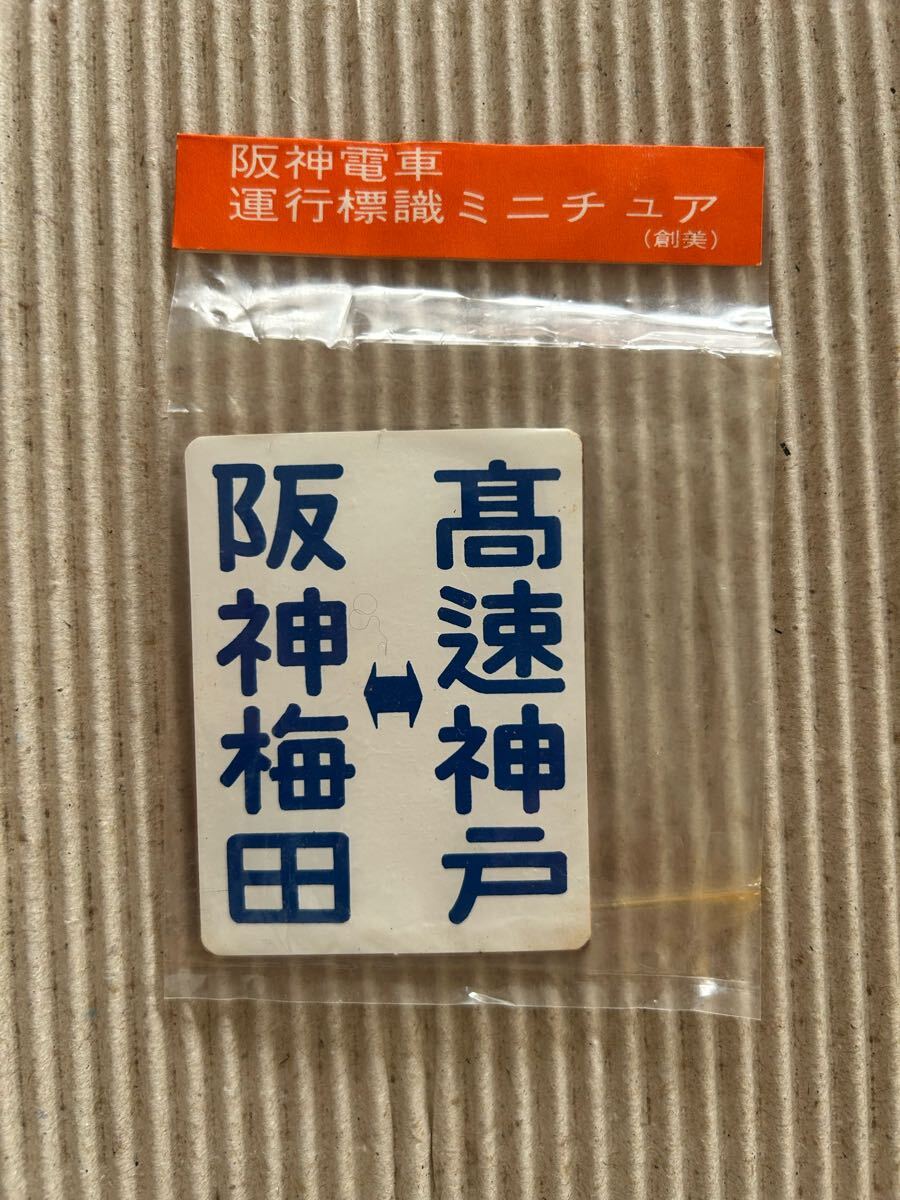 阪神電車
運行標識ミニチュア
(創美)
髙速神戸
阪神梅田